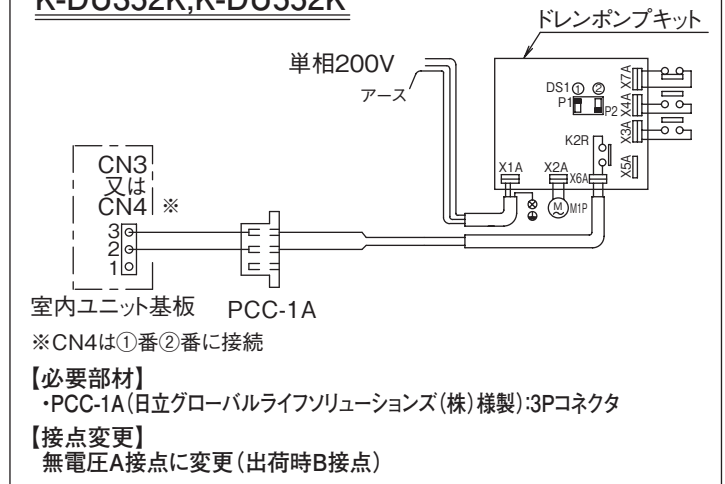 K-DU352K,K-DU552K
ドレンポンプキット
単相200V
アース
DS1 ① ②
P1
P2
X7A
X4A
X3A
X5A
K2R
X1A
X2A
X6A
M
M1P
CN3
又は
CN4 ※
3
2
1
室内ユニット基板
PCC-1A
※CN4は①番②番に接続
【必要部材】
・PCC-1A(日立グローバルライフソリューションズ(株)様製):3Pコネクタ
【接点変更】
無電圧A接点に変更(出荷時B接点)